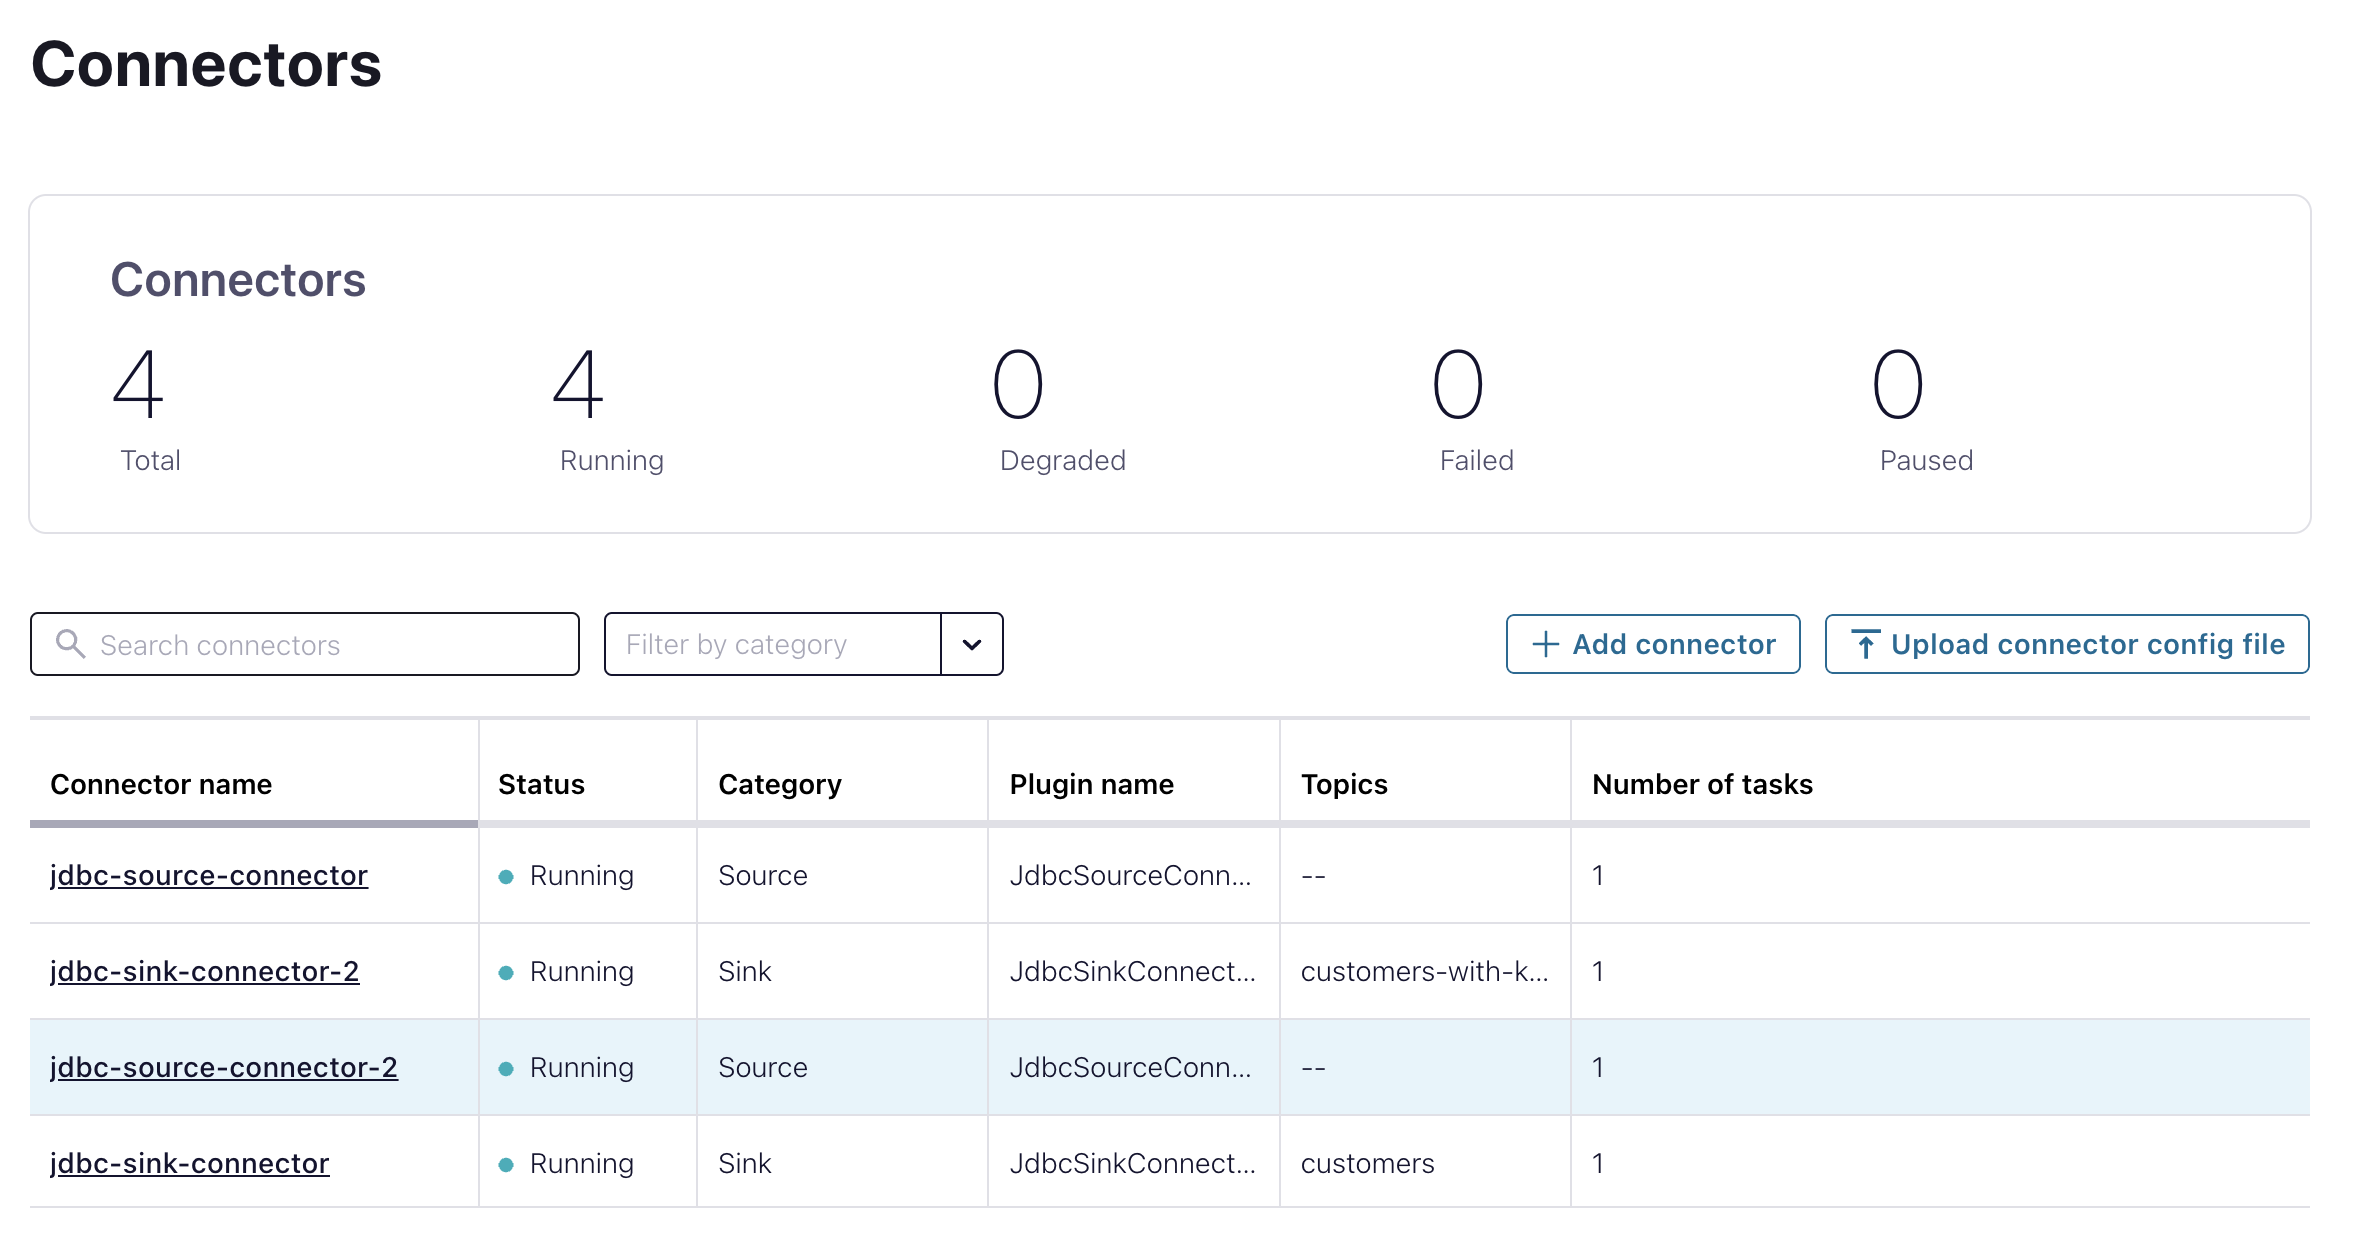 Connectors
Connectors
4 4 0 0 0
Total Running Degraded Failed Paused
Search connectors Filter by category Add connector Upload connector config file
Connector name Status Category Plugin name Topics Number of tasks
jdbc-source-connector Running Source JdbcSourceConn... -- 1
jdbc-sink-connector-2 Running Sink JdbcSinkConnect... customers-with-k... 1
jdbc-source-connector-2 Running Source JdbcSourceConn... -- 1
jdbc-sink-connector Running Sink JdbcSinkConnect... customers 1